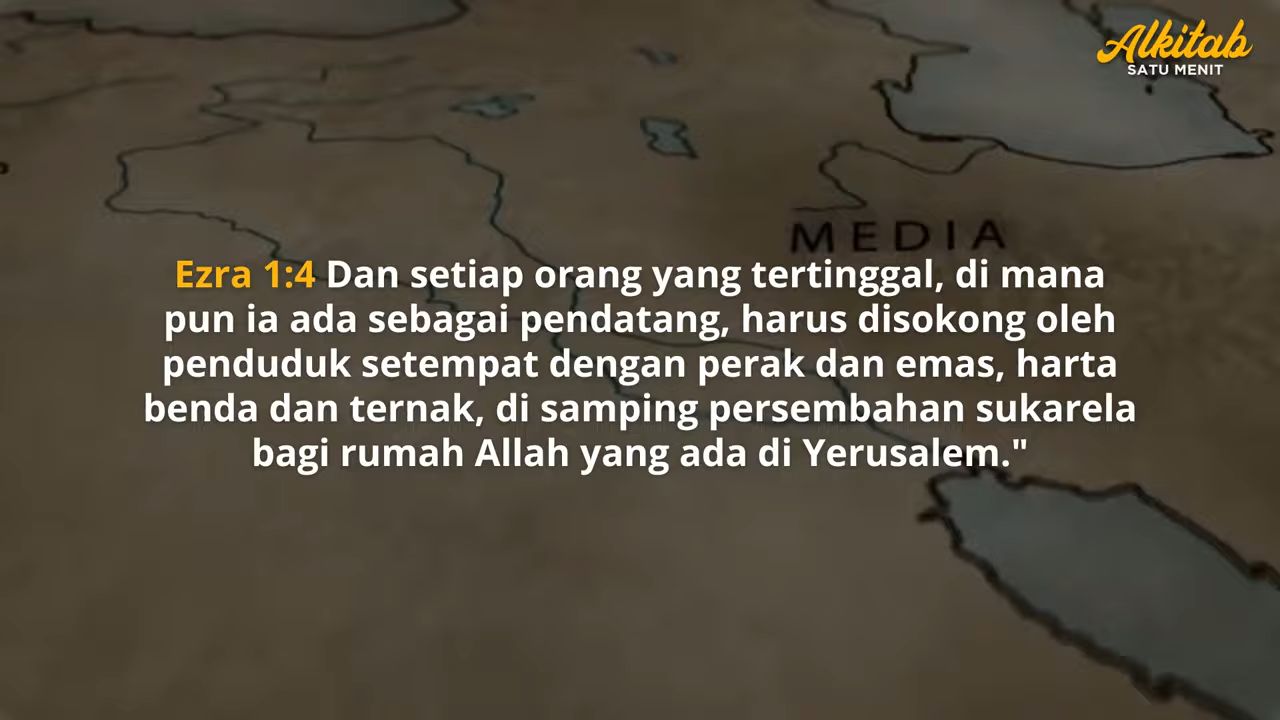 Alkitab
SATU MENIT
MEDIA
Ezra 1:4 Dan setiap orang yang tertinggal, di mana
pun ia ada sebagai pendatang, harus disokong oleh
penduduk setempat dengan perak dan emas, harta
benda dan ternak, di samping persembahan sukarela
bagi rumah Allah yang ada di Yerusalem."